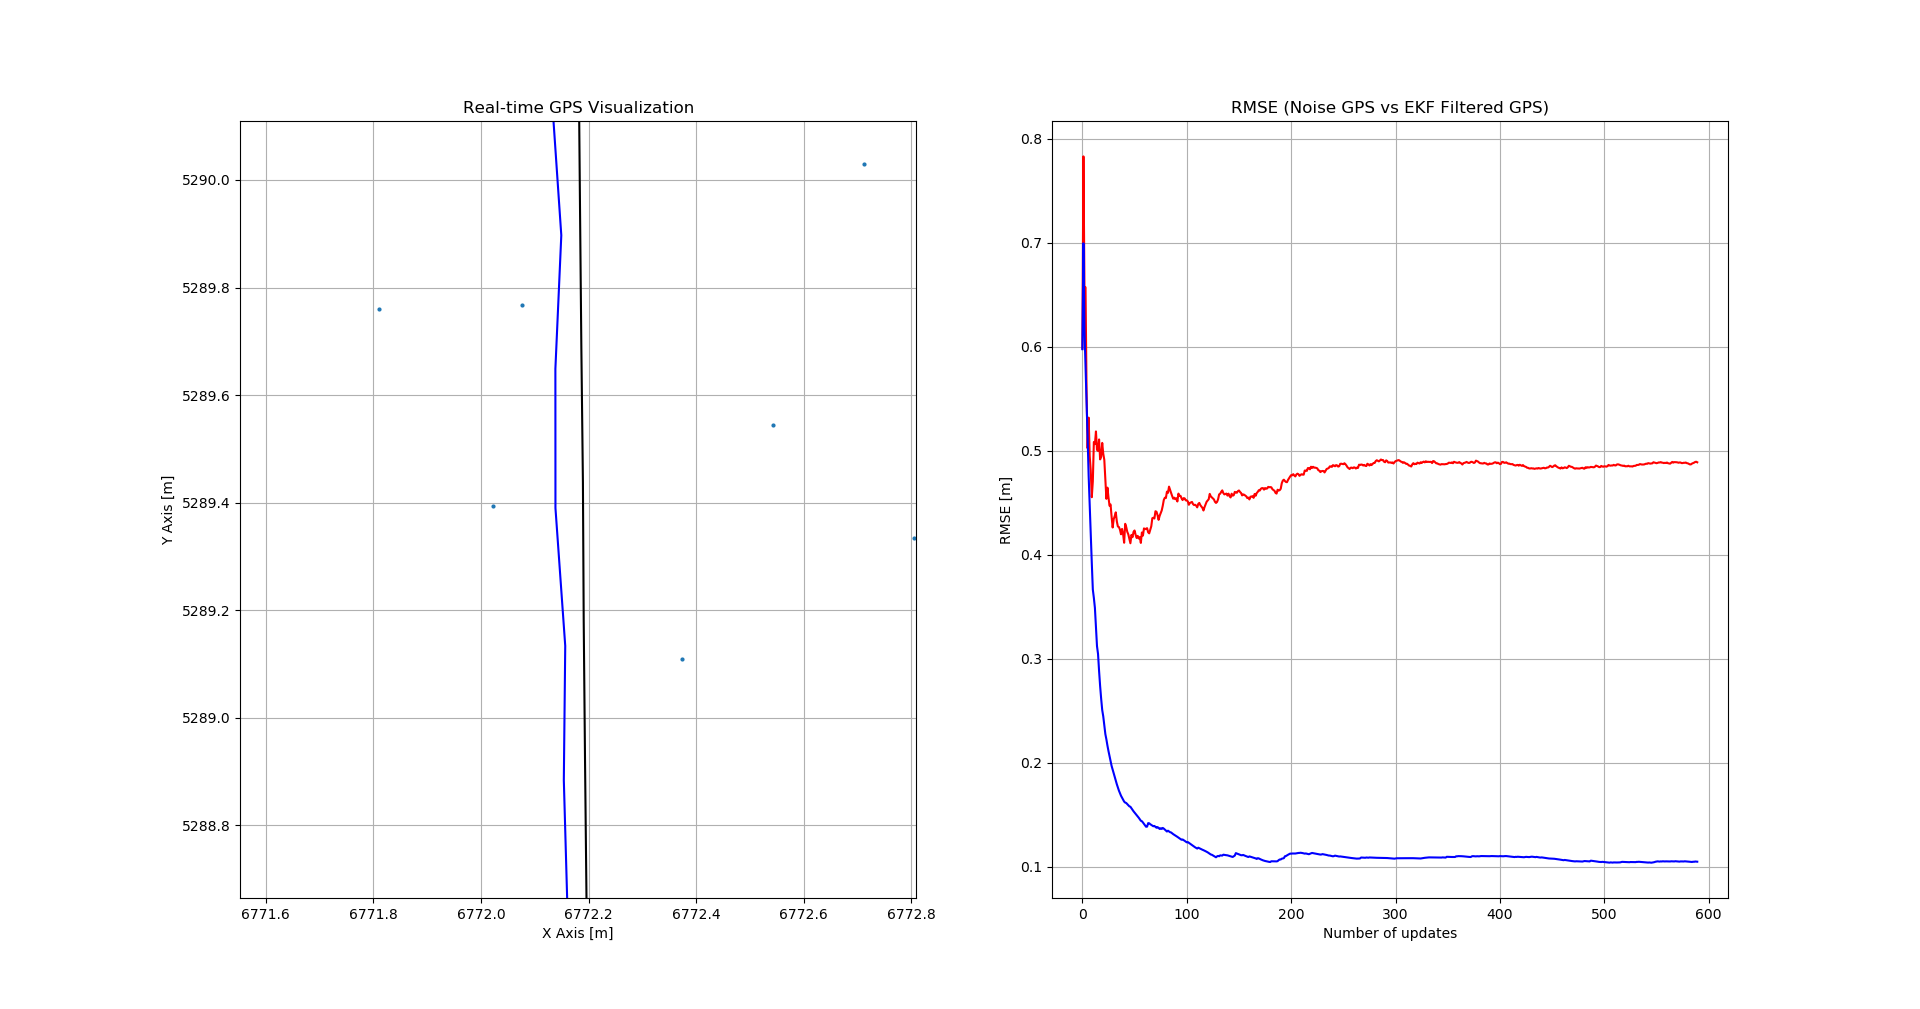 Real-time GPS Visualization
5290.0
5289.8
5289.6
5289.4
5289.2
5289.0
5288.8
Y Axis [m]
6771.6 6771.8 6772.0 6772.2 6772.4 6772.6 6772.8
X Axis [m]
RMSE (Noise GPS vs EKF Filtered GPS)
0.8
0.7
0.6
0.5
0.4
0.3
0.2
0.1
RMSE [m]
0 100 200 300 400 500 600
Number of updates